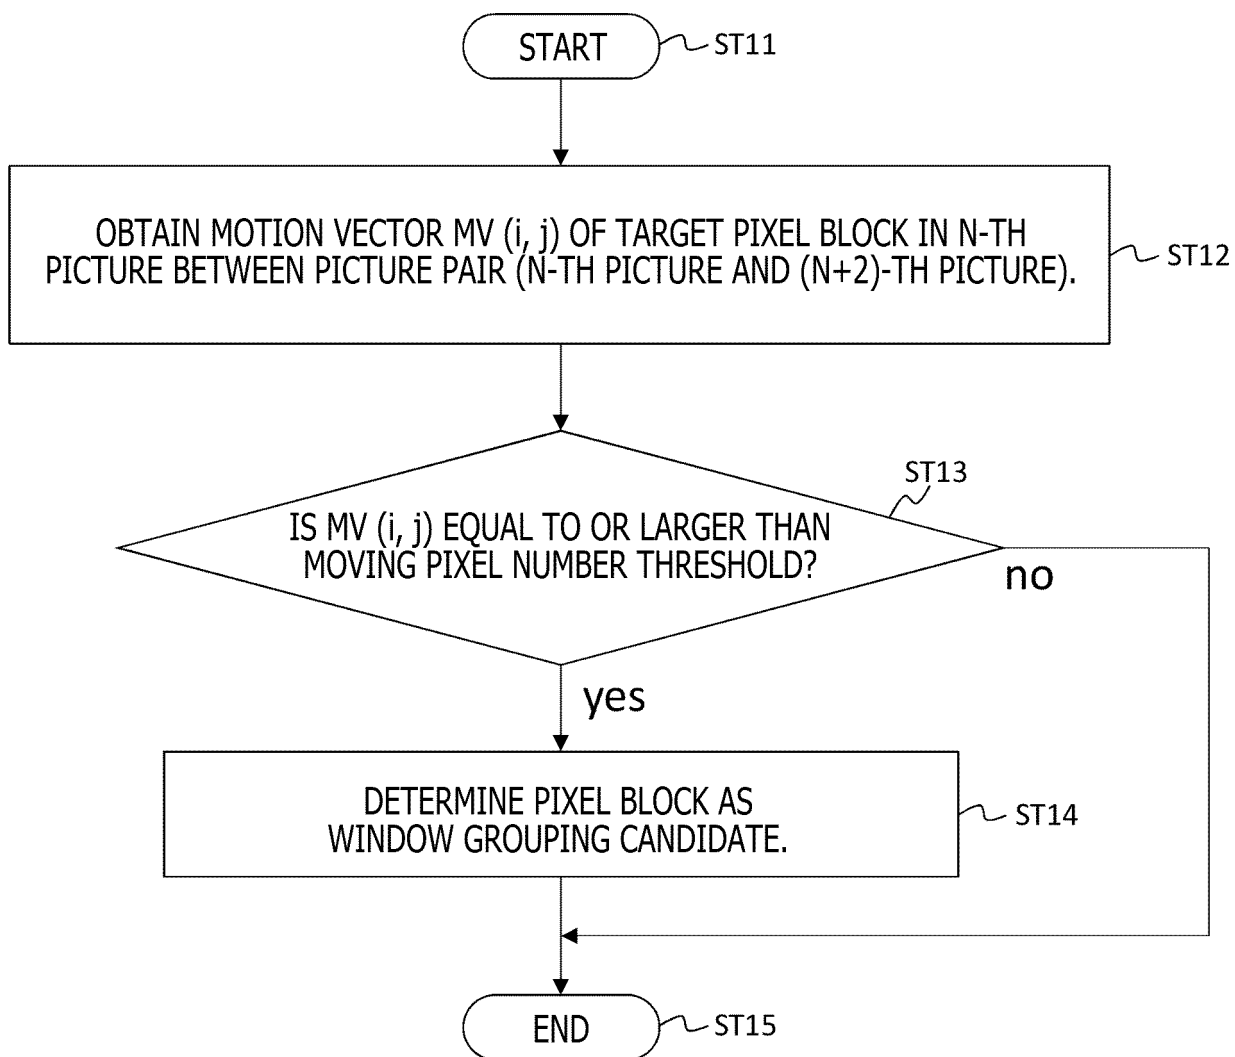 START
ST11
OBTAIN MOTION VECTOR MV (i, j) OF TARGET PIXEL BLOCK IN N-TH
PICTURE BETWEEN PICTURE PAIR (N-TH PICTURE AND (N+2)-TH PICTURE).
ST12
ST13
IS MV (i, j) EQUAL TO OR LARGER THAN
MOVING PIXEL NUMBER THRESHOLD?
no
yes
DETERMINE PIXEL BLOCK AS
WINDOW GROUPING CANDIDATE.
ST14
END
ST15